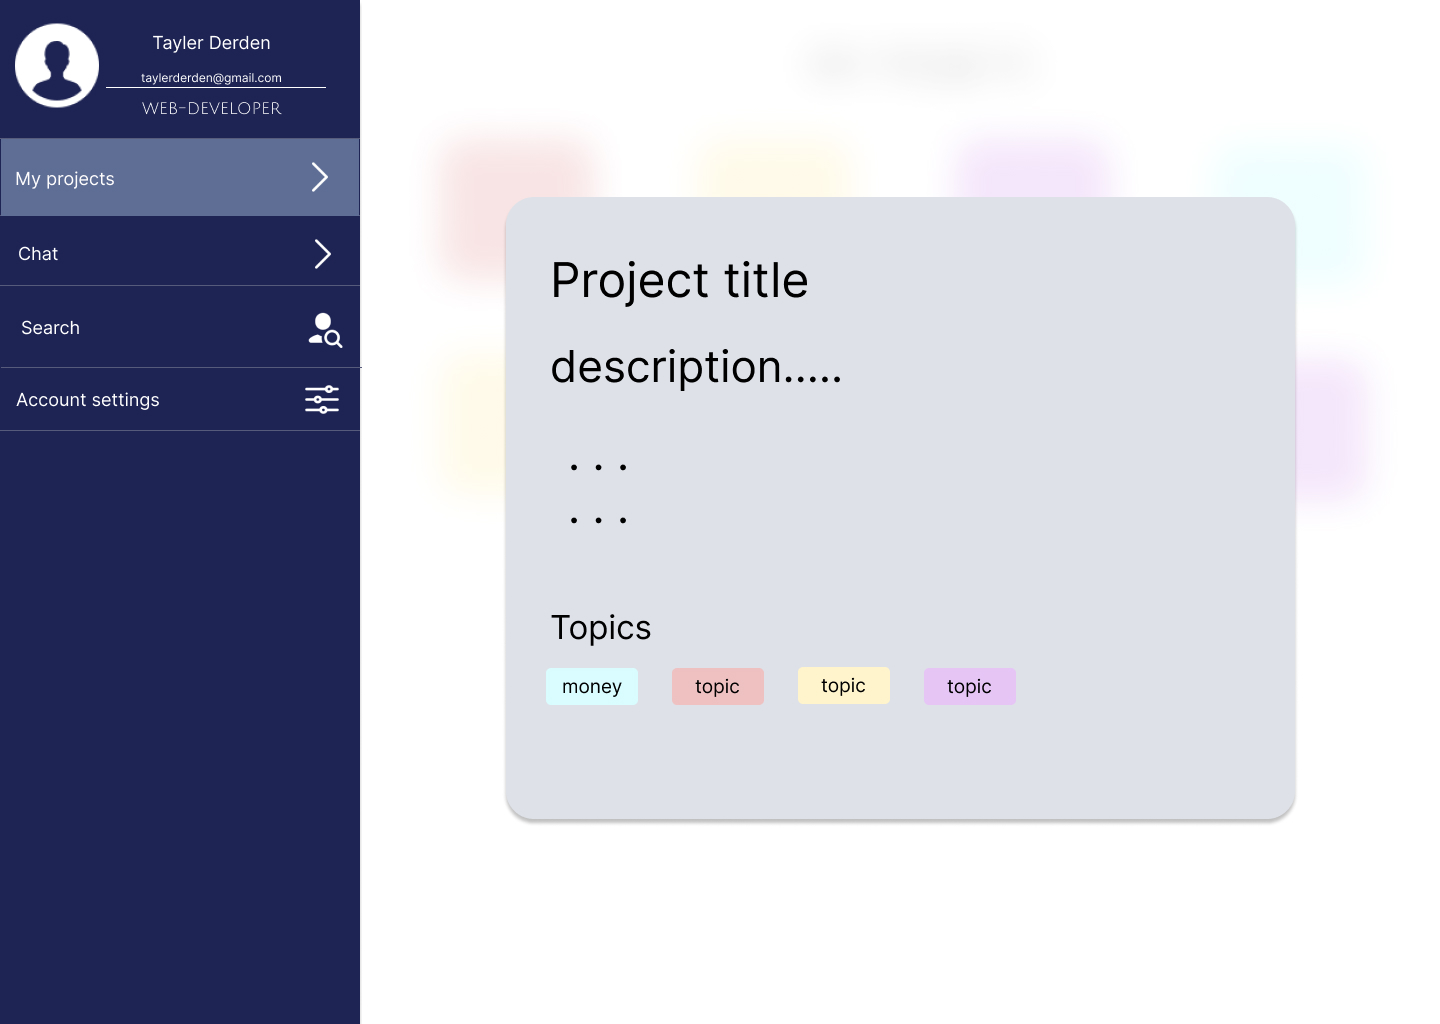 Tayler Derden
taylerderden@gmail.com
WEB-DEVELOPER
My projects
Chat
Search
Account settings
Project title
description.....
. . .
. . .
Topics
money topic topic topic